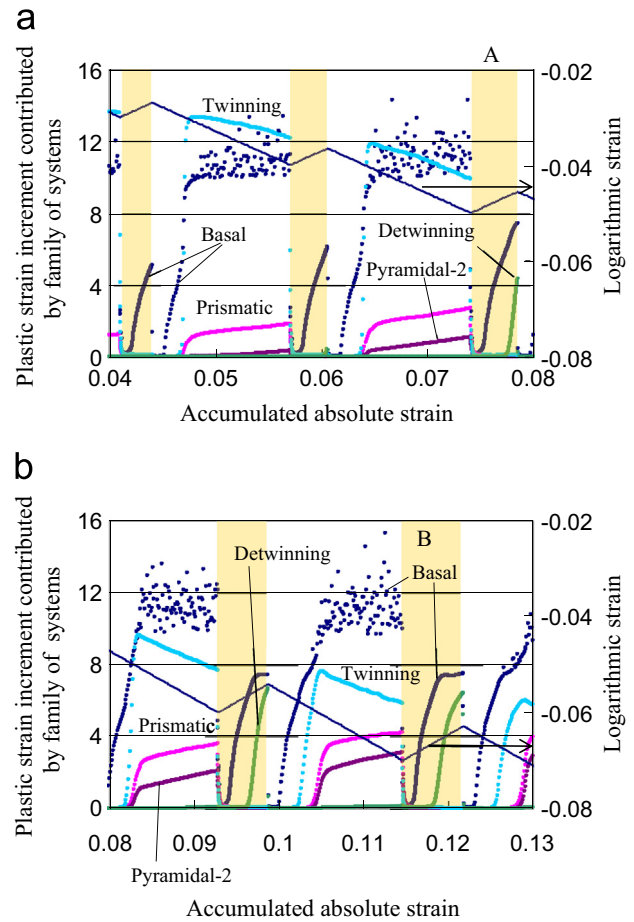 a
A
16
12
8
4
0
-0.02
-0.04
-0.06
-0.08
Twinning
Basal
Detwinning
Pyramidal-2
Prismatic
0.04
0.05
0.06
0.07
0.08
Plastic strain increment contributed
by family of systems
Logarithmic strain
Accumulated absolute strain
b
B
16
12
8
4
0
-0.02
-0.04
-0.06
-0.08
Detwinning
Basal
Twinning
Prismatic
0.08
0.09
0.1
0.11
0.12
0.13
Pyramidal-2
Plastic strain increment contributed
by family of systems
Logarithmic strain
Accumulated absolute strain